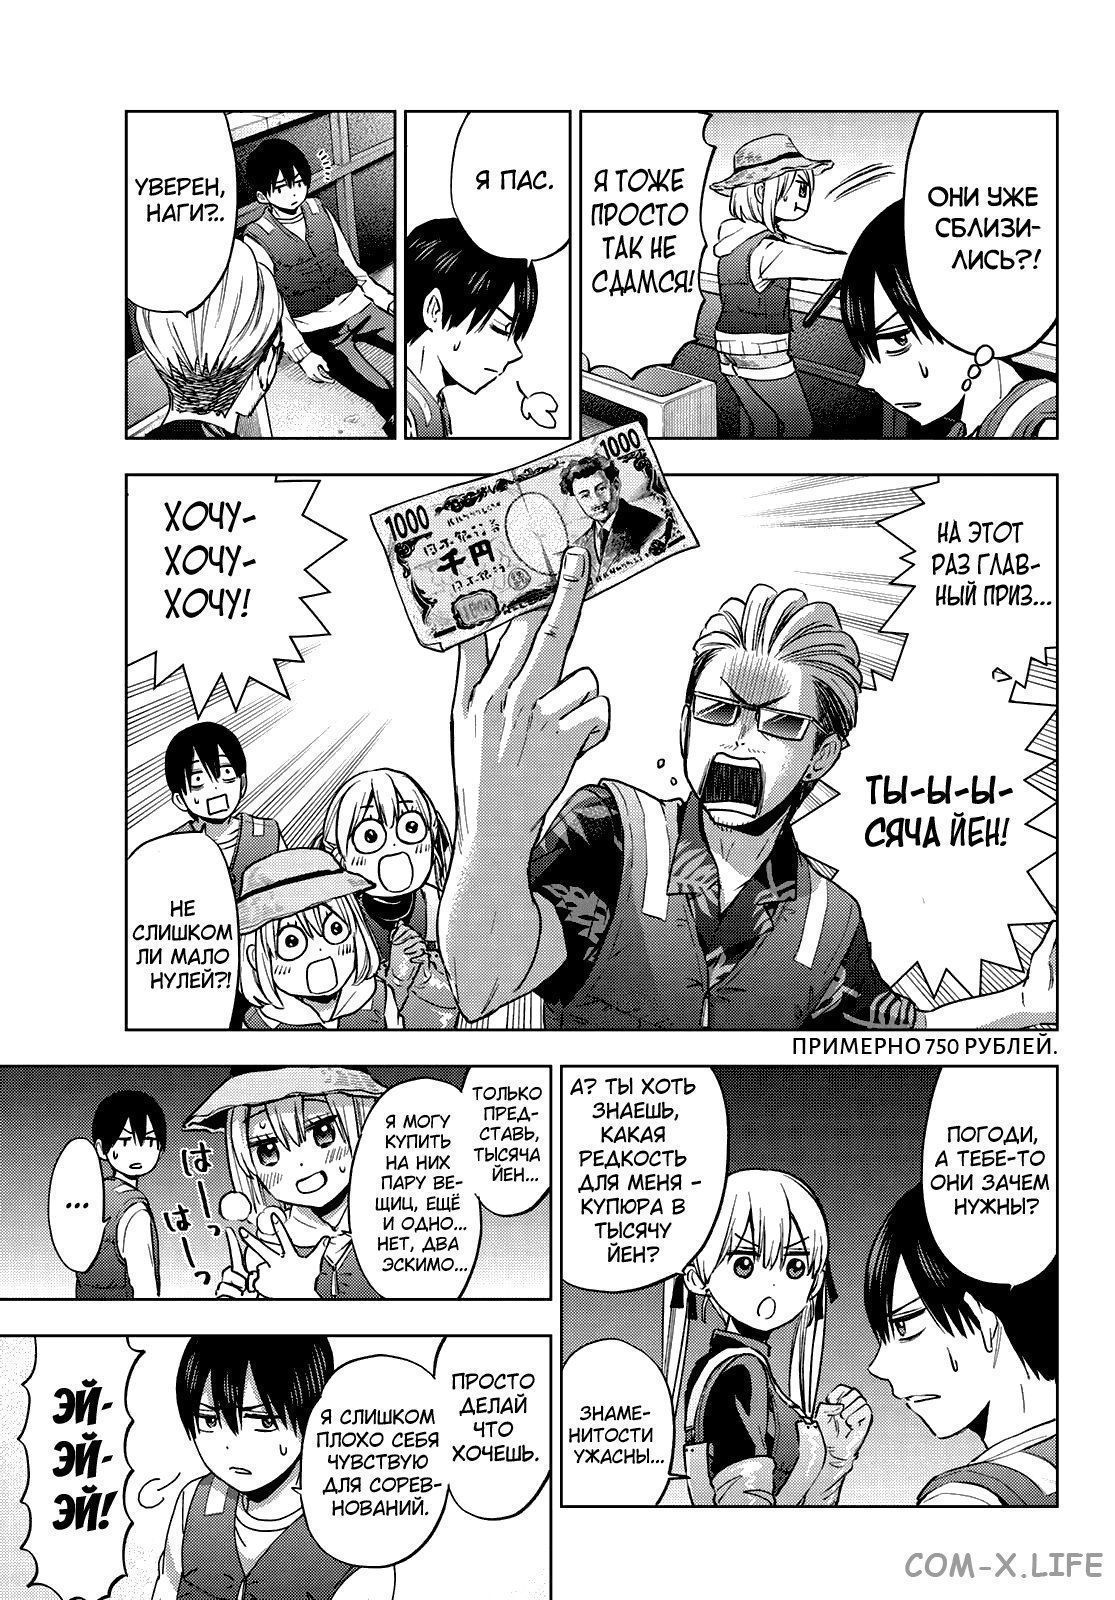 ОНИ УЖЕ
СБЛИЗИ-
ЛИСЬ?!
Я ТОЖЕ
ПРОСТО
ТАК НЕ
СДАМСЯ!
Я ПАС.
УВЕРЕН,
НАГИ?..
НА ЭТОТ
РАЗ ГЛАВ-
НЫЙ ПРИЗ...
1000
1000
千円
ТЫ-Ы-Ы-
СЯЧА ЙЕН!
ХОЧУ-
ХОЧУ-
ХОЧУ!
НЕ
СЛИШКОМ
ЛИ МАЛО
НУЛЕЙ?!
ПРИМЕРНО 750 РУБЛЕЙ.
ПОГОДИ,
А ТЕБЕ-ТО
ОНИ ЗАЧЕМ
НУЖНЫ?
А? ТЫ ХОТЬ
ЗНАЕШЬ,
КАКАЯ
РЕДКОСТЬ
ДЛЯ МЕНЯ -
КУПЮРА В
ТЫСЯЧУ
ЙЕН?
ЗНАМЕ-
НИТОСТИ
УЖАСНЫ...
ТОЛЬКО
ПРЕД-
СТАВЬ,
ТЫСЯЧА
ЙЕН...
Я МОГУ
КУПИТЬ
НА НИХ
ПАРУ ВЕ-
ЩИЦ, ЕЩЁ
И ОДНО...
НЕТ, ДВА
ЭСКИМО...
はーっ
はーっ
...
ПРОСТО
ДЕЛАЙ
ЧТО
ХОЧЕШЬ.
Я СЛИШКОМ
ПЛОХО СЕБЯ
ЧУВСТВУЮ
ДЛЯ СОРЕВ-
НОВАНИЙ.
ЭЙ-
ЭЙ-
ЭЙ!
COM-X.LIFE